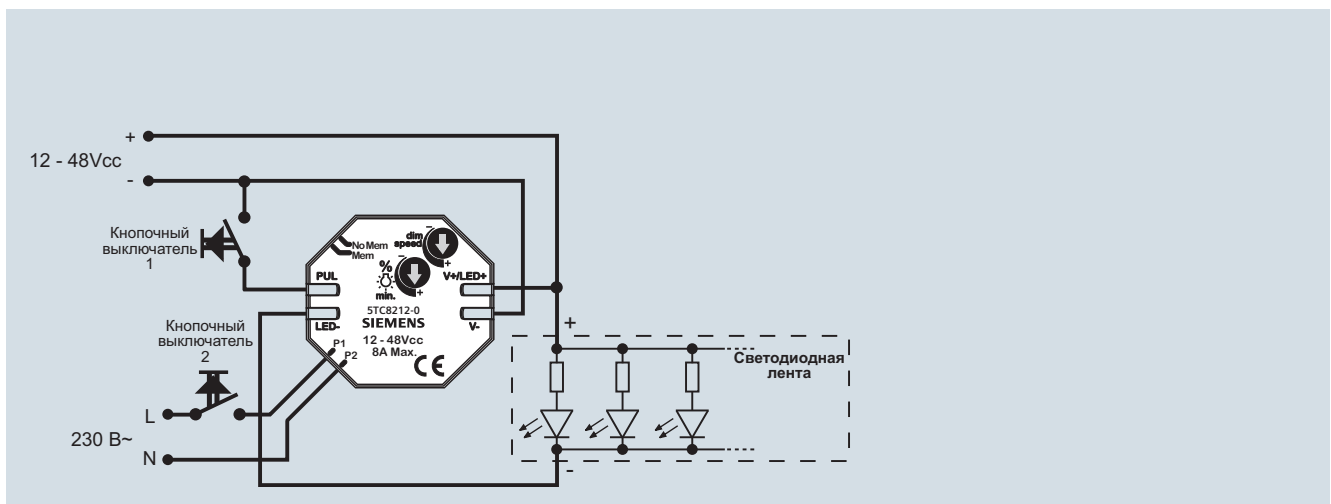 +
12 - 48Vcc
-
Кнопочный
выключатель
1
No Mem
Mem
dim
speed
-
+
%
-
+
min.
PUL
V+/LED+
LED-
V-
5TC8212-0
SIEMENS
12 - 48Vcc
8A Max.
CE
P1
P2
Кнопочный
выключатель
2
L
230 В~
N
+
Светодиодная
лента
-